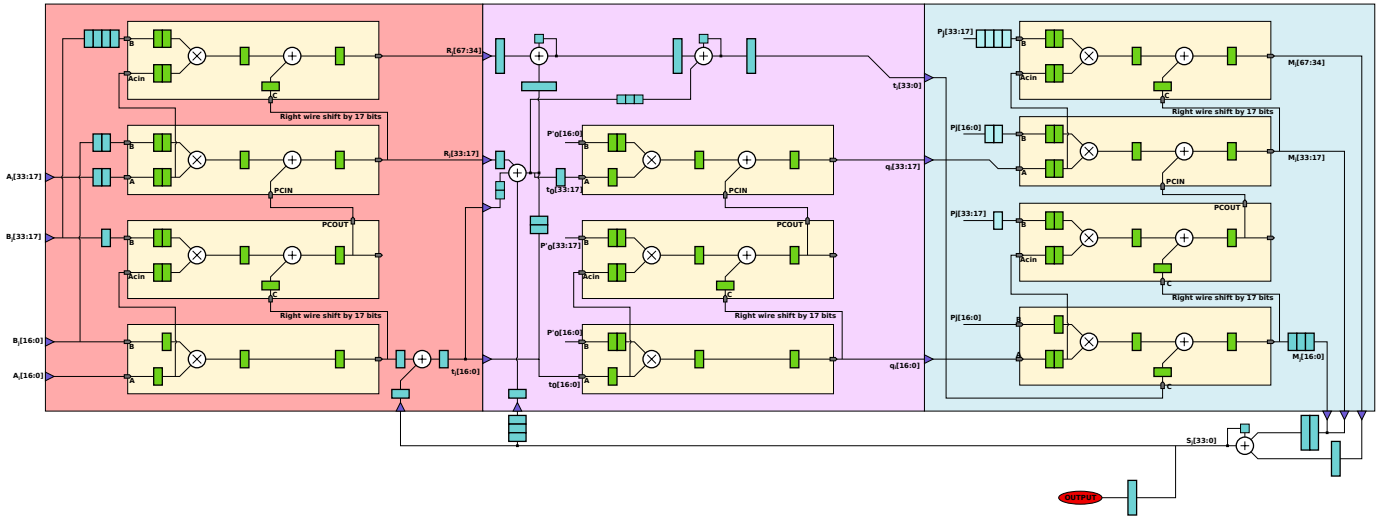 B
Acin
C
Right wire shift by 17 bits
Rᵢ[67:34]
Aᵢ[33:17]
B
A
PCIN
Rᵢ[33:17]
Bⱼ[33:17]
B
Acin
PCOUT
C
Right wire shift by 17 bits
Bⱼ[16:0]
Aᵢ[16:0]
B
A
tᵢ[16:0]
tᵢ[33:0]
P'0[16:0]
B
A
t0[33:17]
PCIN
qᵢ[33:17]
P'0[33:17]
B
Acin
PCOUT
C
Right wire shift by 17 bits
P'0[16:0]
B
A
t0[16:0]
qᵢ[16:0]
Pj[33:17]
B
Acin
C
Right wire shift by 17 bits
Mᵢ[67:34]
Pj[16:0]
B
A
PCIN
Mᵢ[33:17]
Pj[33:17]
B
Acin
PCOUT
C
Right wire shift by 17 bits
Pj[16:0]
B
A
C
Mᵢ[16:0]
Sᵢ[33:0]
OUTPUT